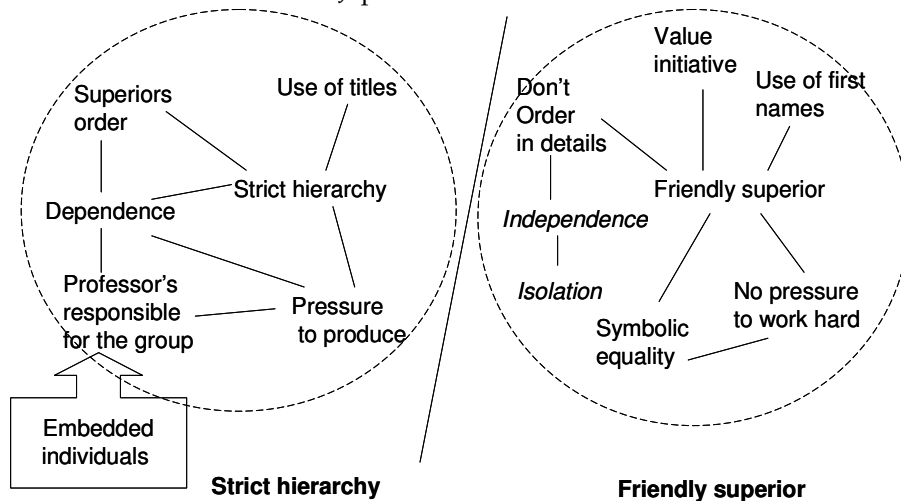 Superiors
order
Use of titles
Strict hierarchy
Dependence
Professor's
responsible
for the group
Pressure
to produce
Embedded
individuals
Strict hierarchy
Value
initiative
Don't
Order
in details
Use of first
names
Friendly superior
Independence
Isolation
Symbolic
equality
No pressure
to work hard
Friendly superior